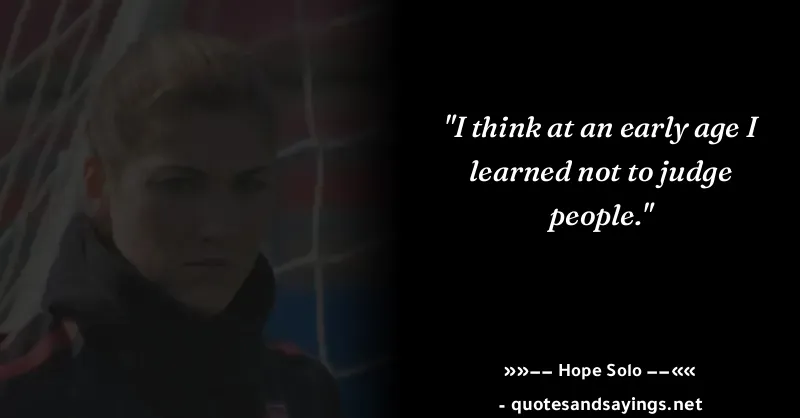 "I think at an early age I
learned not to judge
people."
»»−− Hope Solo −−««
- quotesandsayings.net